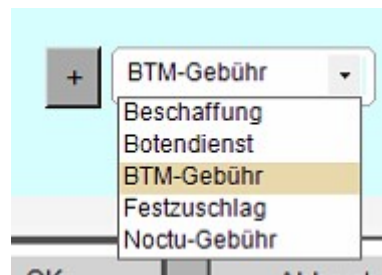 + BTM-Gebühr
Beschaffung
Botendienst
BTM-Gebühr
Festzuschlag
Noctu-Gebühr